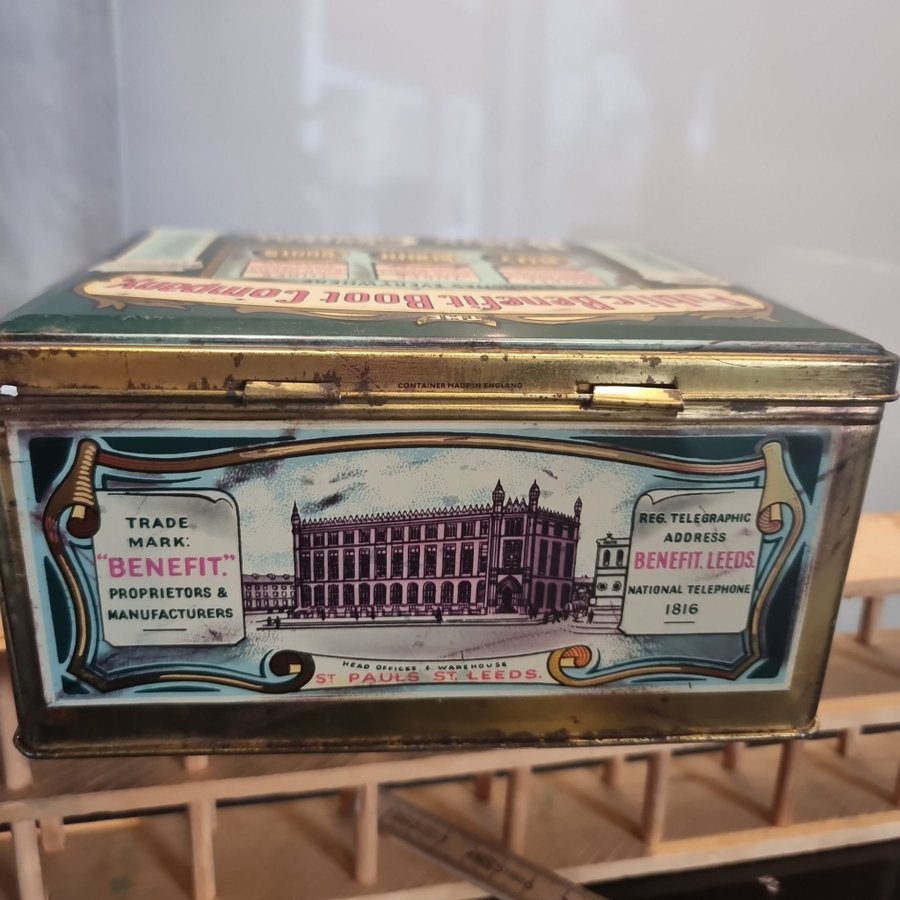 THE
Public Benefit Boot Company.
CONTAINER MADE IN ENGLAND
TRADE
MARK:
"BENEFIT."
PROPRIETORS &
MANUFACTURERS
REG. TELEGRAPHIC
ADDRESS
BENEFIT. LEEDS.
NATIONAL TELEPHONE
1816
HEAD OFFICES & WAREHOUSE
ST PAULS ST. LEEDS.